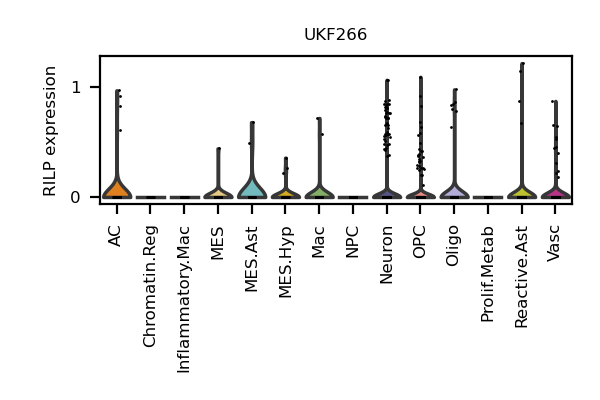 UKF266
RILP expression
1
0
AC
Chromatin.Reg
Inflammatory.Mac
MES
MES.Ast
MES.Hyp
Mac
NPC
Neuron
OPC
Oligo
Prolif.Metab
Reactive.Ast
Vasc